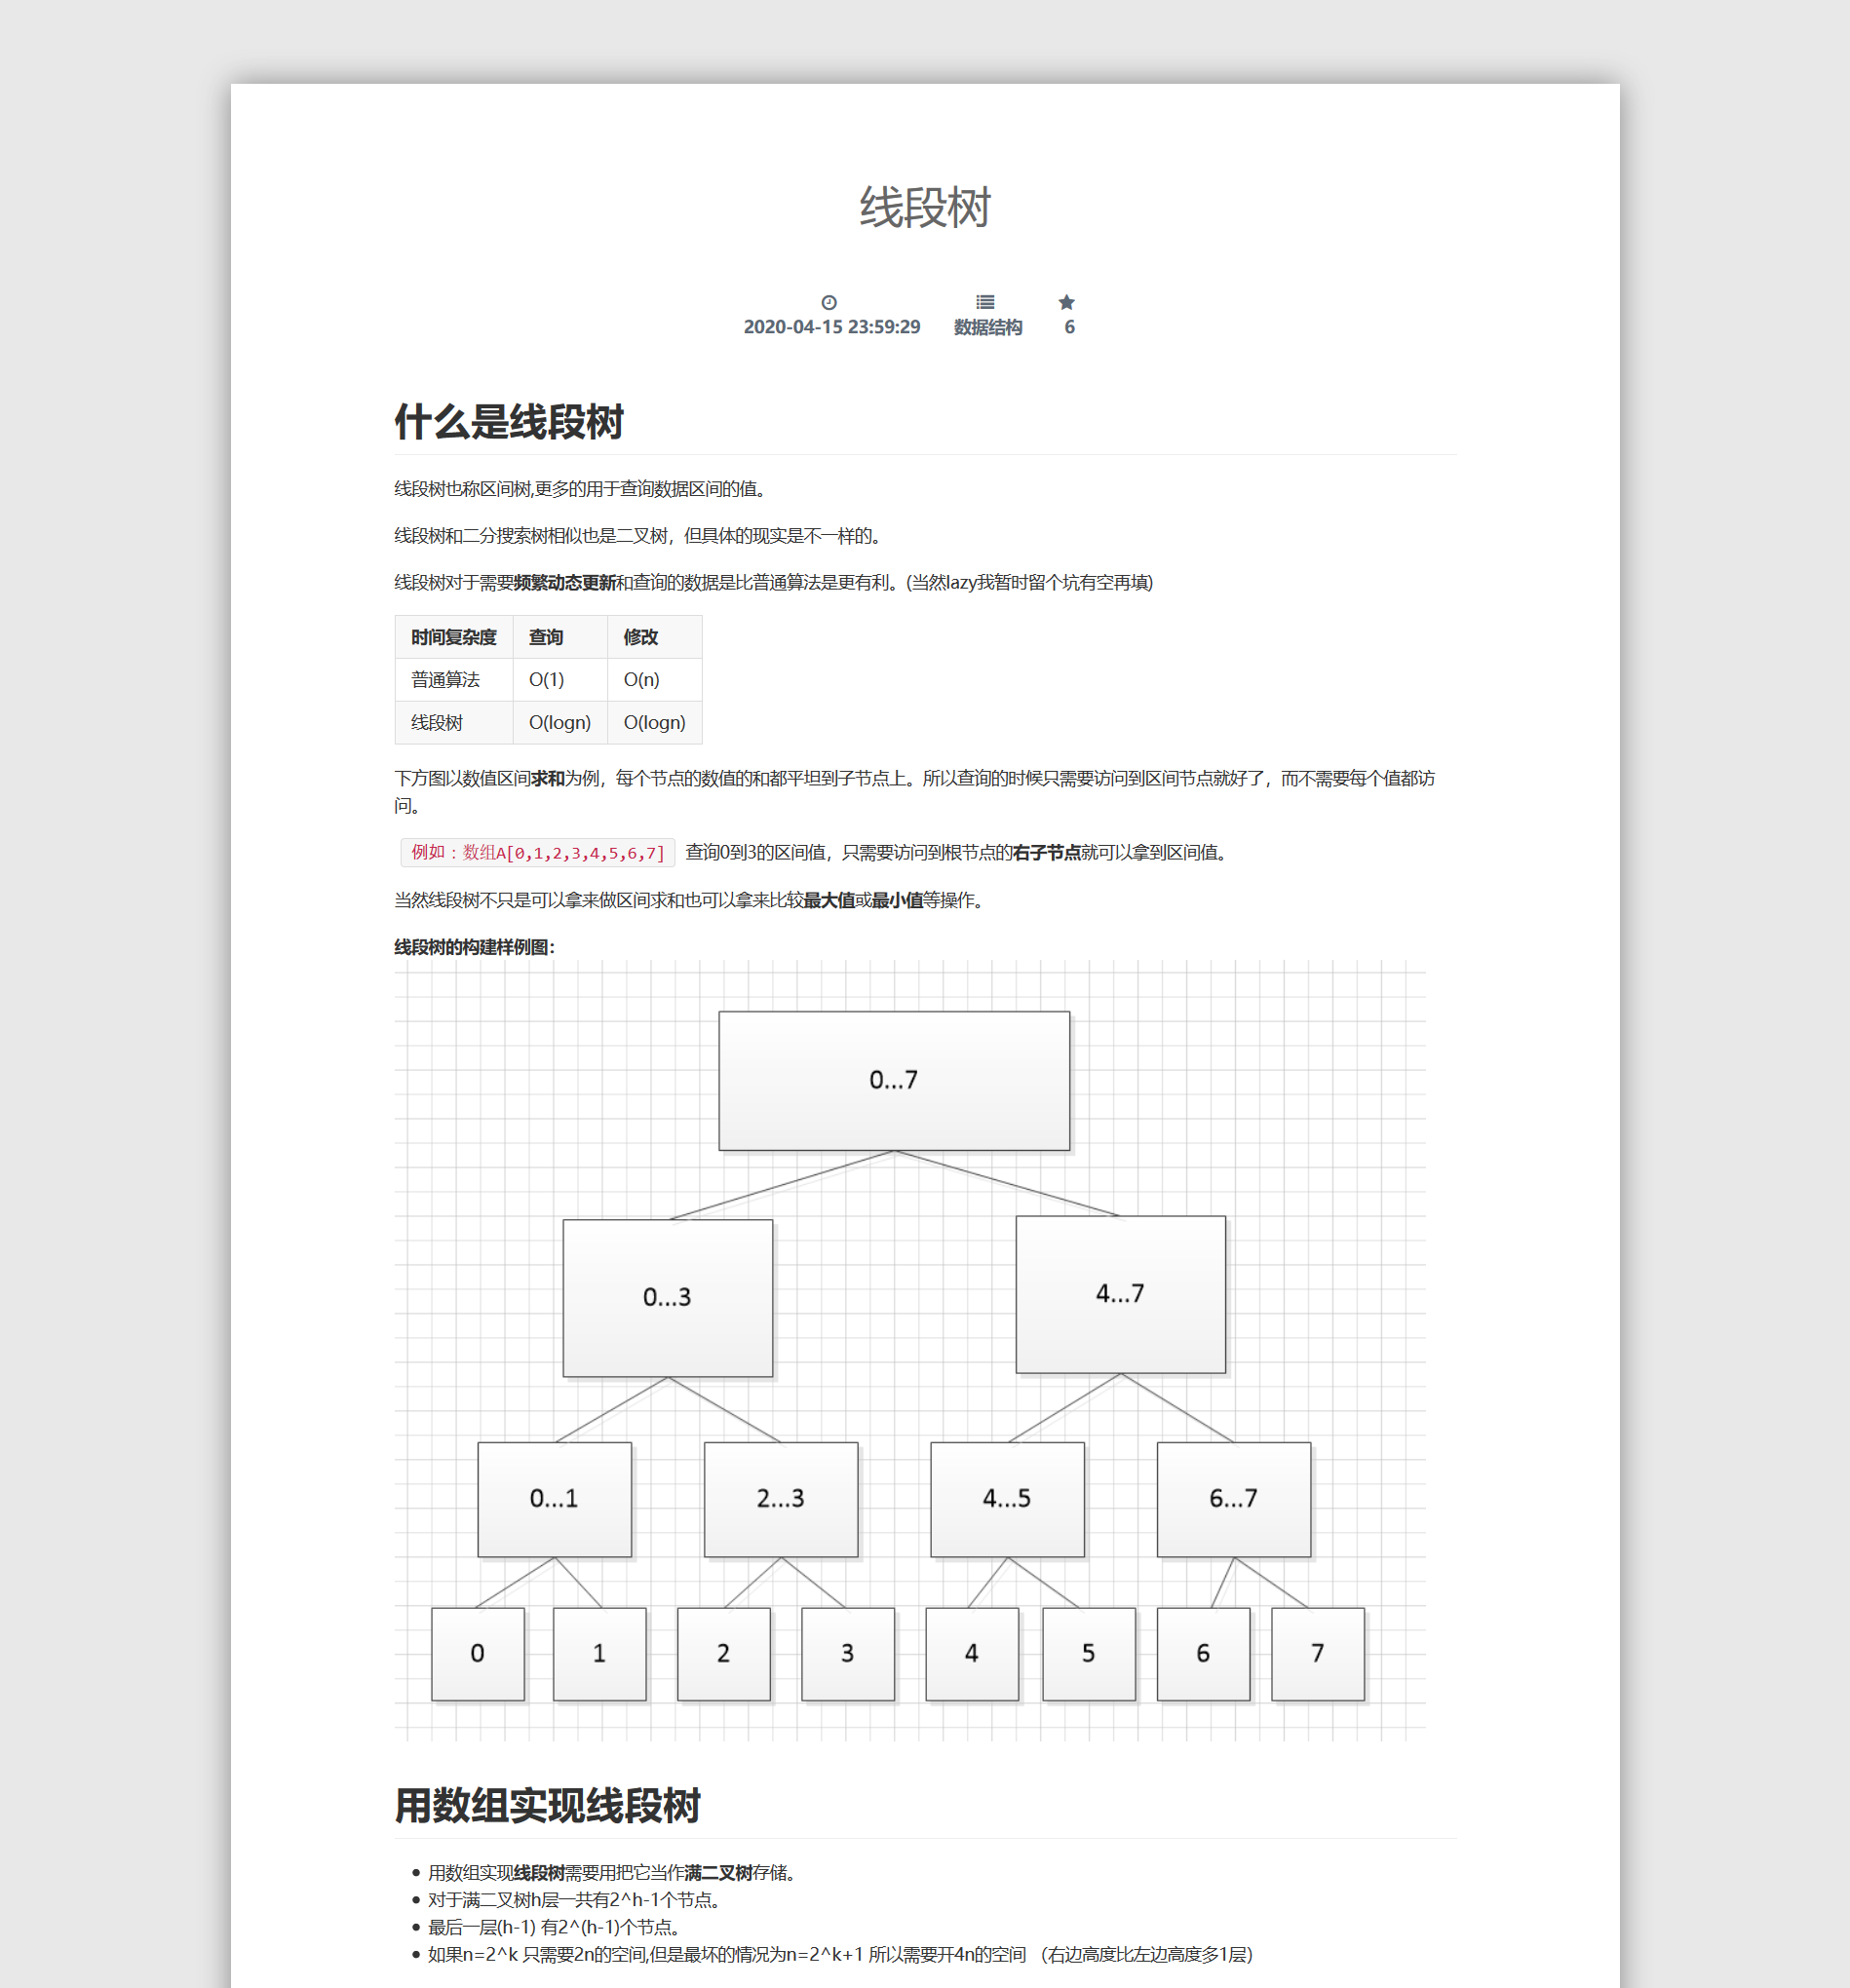 线段树
2020-04-15 23:59:29 数据结构 6
什么是线段树
线段树也称区间树,更多的用于查询数据区间的值。
线段树和二分搜索树相似也是二叉树，但具体的现实是不一样的。
线段树对于需要频繁动态更新和查询的数据是比普通算法是更有利。(当然lazy我暂时留个坑有空再填)
时间复杂度 查询 修改
普通算法 O(1) O(n)
线段树 O(logn) O(logn)
下方图以数值区间求和为例，每个节点的数值的和都平坦到子节点上。所以查询的时候只需要访问到区间节点就好了，而不需要每个值都访
问。
例如：数组A[0,1,2,3,4,5,6,7] 查询0到3的区间值，只需要访问到根节点的右子节点就可以拿到区间值。
当然线段树不只是可以拿来做区间求和也可以拿来比较最大值或最小值等操作。
线段树的构建样例图：
0...7
0...3 4...7
0...1 2...3 4...5 6...7
0 1 2 3 4 5 6 7
用数组实现线段树
用数组实现线段树需要用把它当作满二叉树存储。
对于满二叉树h层一共有2^h-1个节点。
最后一层(h-1) 有2^(h-1)个节点。
如果n=2^k 只需要2n的空间,但是最坏的情况为n=2^k+1 所以需要开4n的空间 （右边高度比左边高度多1层）